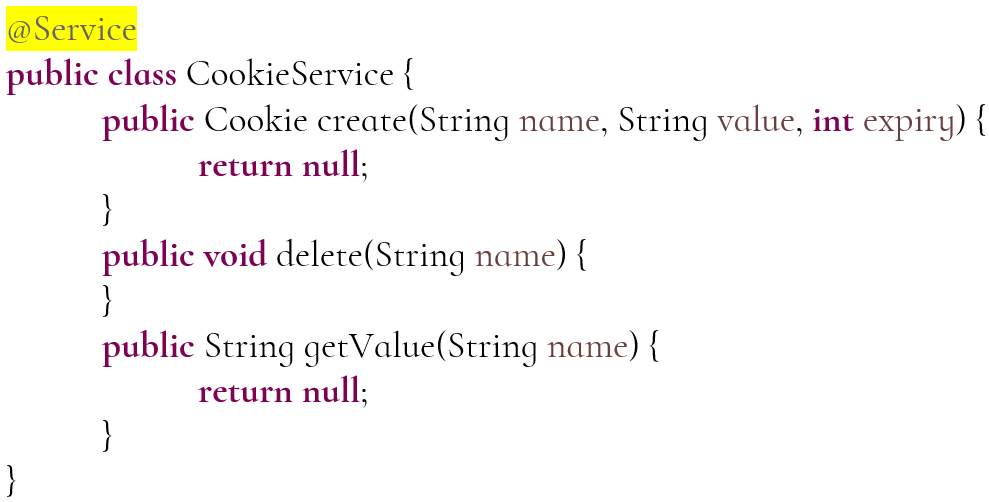 @Service
public class CookieService {
public Cookie create(String name, String value, int expiry) {
return null;
}
public void delete(String name) {
}
public String getValue(String name) {
return null;
}
}